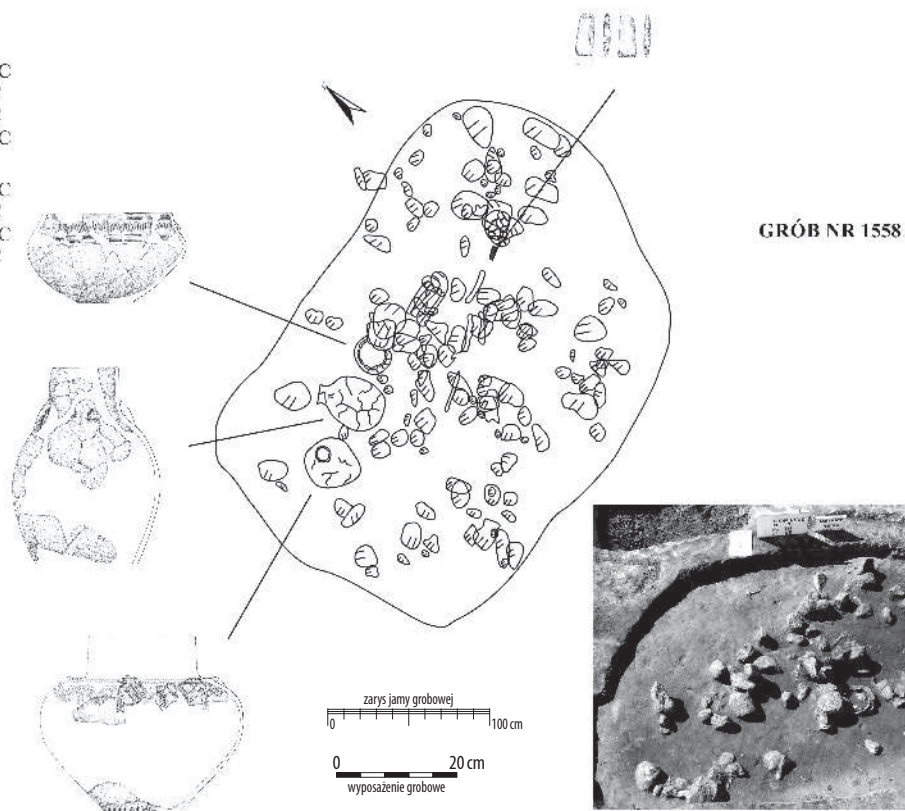 C
C
C
C
GRÓB NR 1558
zarys jamy grobowej
0 100 cm
0 20 cm
wyposażenie grobowe